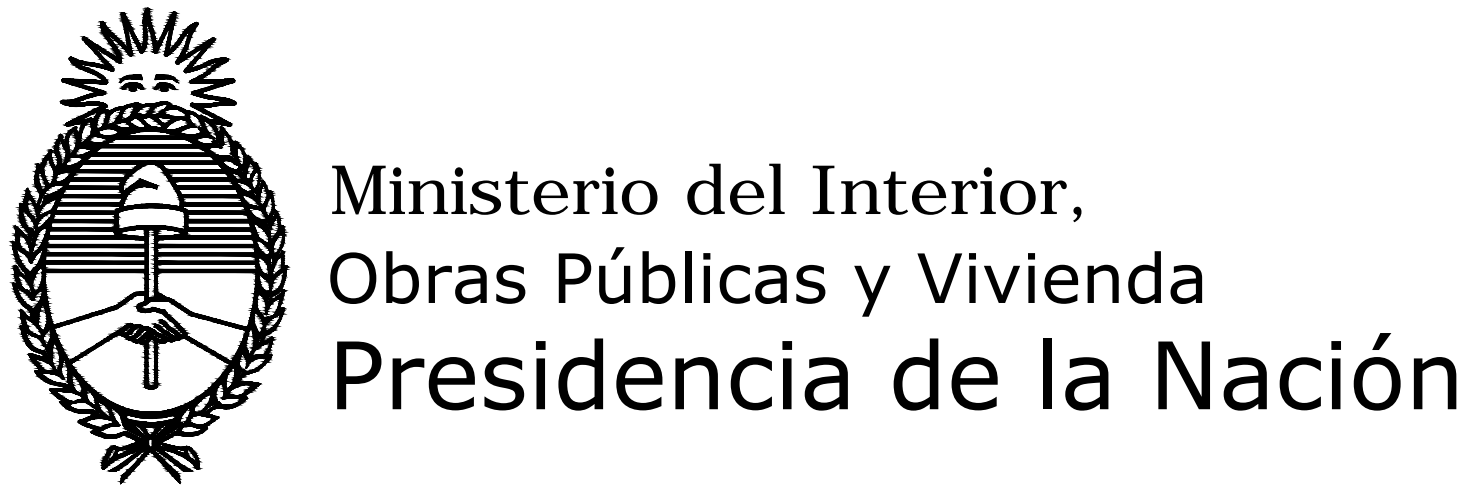 Ministerio del Interior,
Obras Públicas y Vivienda
Presidencia de la Nación